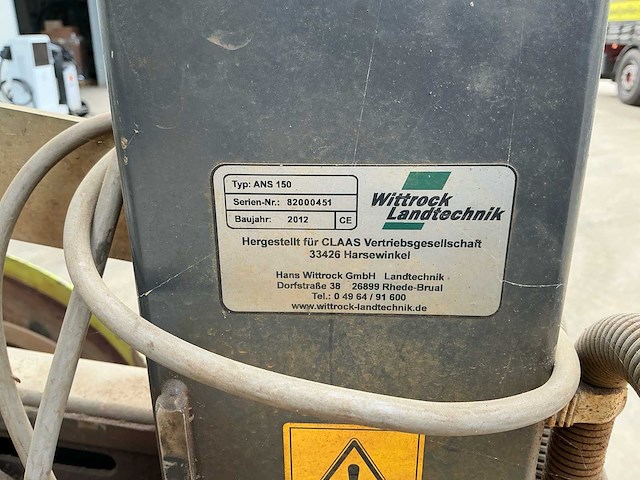 Typ: ANS 150
Serien-Nr.: 82000451
Baujahr: 2012 CE
Wittrock
Landtechnik
Hergestellt für CLAAS Vertriebsgesellschaft
33426 Harsewinkel
Hans Wittrock GmbH Landtechnik
Dorfstraße 38 26899 Rhede-Brual
Tel.: 0 49 64 / 91 600
www.wittrock-landtechnik.de